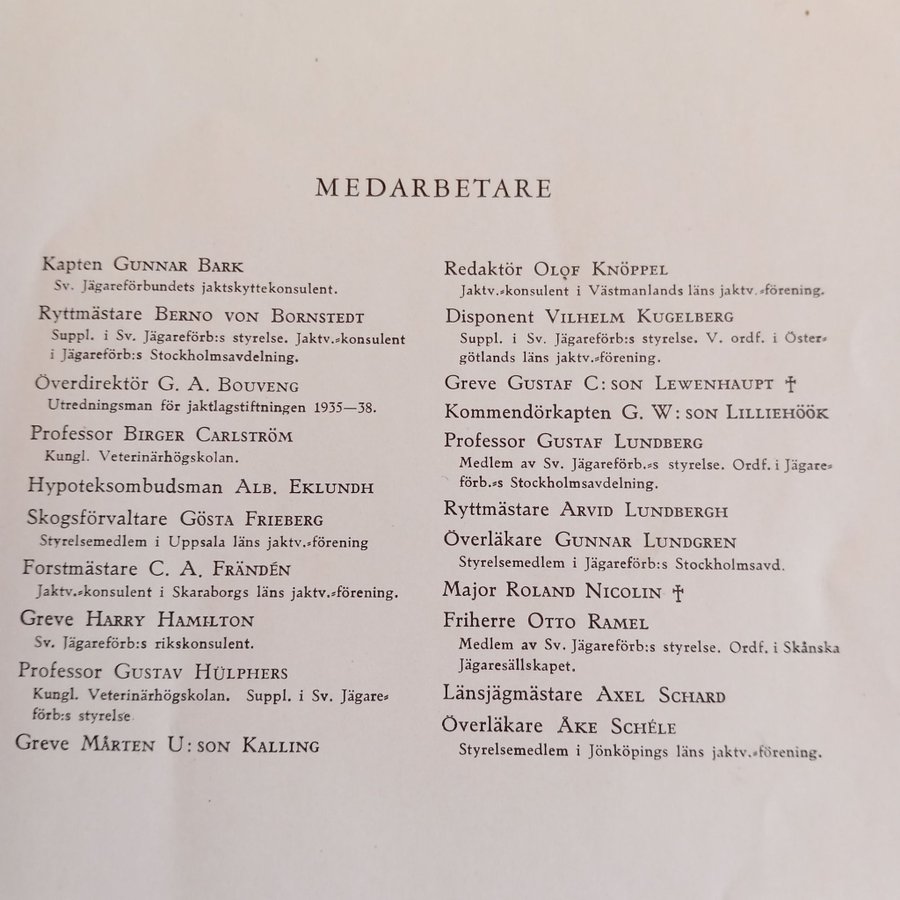 MEDARBETARE
Kapten GUNNAR BARK
Sv. Jägareförbundets jaktskyttekonsulent.
Ryttmästare BERNO VON BORNSTEDT
Suppl. i Sv. Jägareförb:s styrelse. Jaktv.-konsulent
i Jägareförb:s Stockholmsavdelning.
Överdirektör G. A. BOUVENG
Utredningsman för jaktlagstiftningen 1935—38.
Professor BIRGER CARLSTRÖM
Kungl. Veterinärhögskolan.
Hypoteksombudsman ALB. EKLUNDH
Skogsförvaltare GÖSTA FRIEBERG
Styrelsemedlem i Uppsala läns jaktv.-förening
Forstmästare C. A. FRÄNDÉN
Jaktv.-konsulent i Skaraborgs läns jaktv.-förening.
Greve HARRY HAMILTON
Sv. Jägareförb:s rikskonsulent.
Professor GUSTAV HÜLPHERS
Kungl. Veterinärhögskolan. Suppl. i Sv. Jägare-
förb:s styrelse
Greve MÅRTEN U:SON KALLING
Redaktör OLOF KNÖPPEL
Jaktv.-konsulent i Västmanlands läns jaktv.-förening.
Disponent VILHELM KUGELBERG
Suppl. i Sv. Jägareförb:s styrelse. V. ordf. i Öster-
götlands läns jaktv.-förening.
Greve GUSTAF C:SON LEWENHAUPT †
Kommendörkapten G. W:SON LILLIEHÖÖK
Professor GUSTAF LUNDBERG
Medlem av Sv. Jägareförb.-s styrelse. Ordf. i Jägare-
förb.-s Stockholmsavdelning.
Ryttmästare ARVID LUNDBERGH
Överläkare GUNNAR LUNDGREN
Styrelsemedlem i Jägareförb:s Stockholmsavd.
Major ROLAND NICOLIN †
Friherre OTTO RAMEL
Medlem av Sv. Jägareförb:s styrelse. Ordf. i Skånska
Jägaresällskapet.
Länsjägmästare AXEL SCHARD
Överläkare ÅKE SCHÉLE
Styrelsemedlem i Jönköpings läns jaktv.-förening.